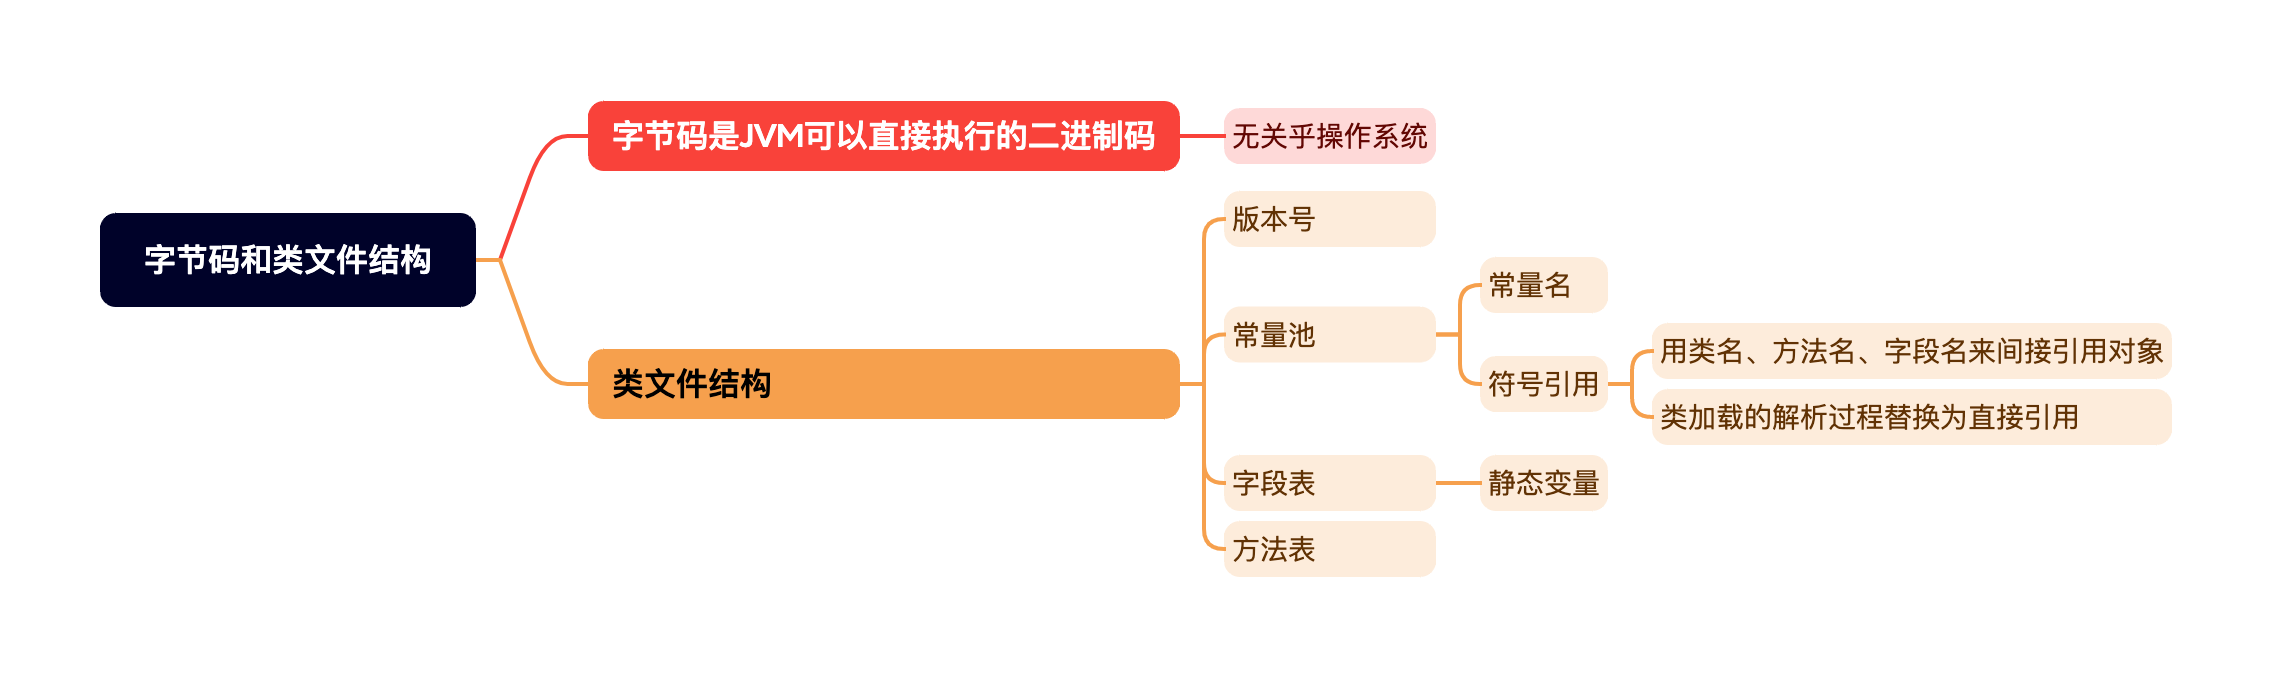 字节码和类文件结构
字节码是JVM可以直接执行的二进制码
无关乎操作系统
类文件结构
版本号
常量池
常量名
符号引用
用类名、方法名、字段名来间接引用对象
类加载的解析过程替换为直接引用
字段表
静态变量
方法表